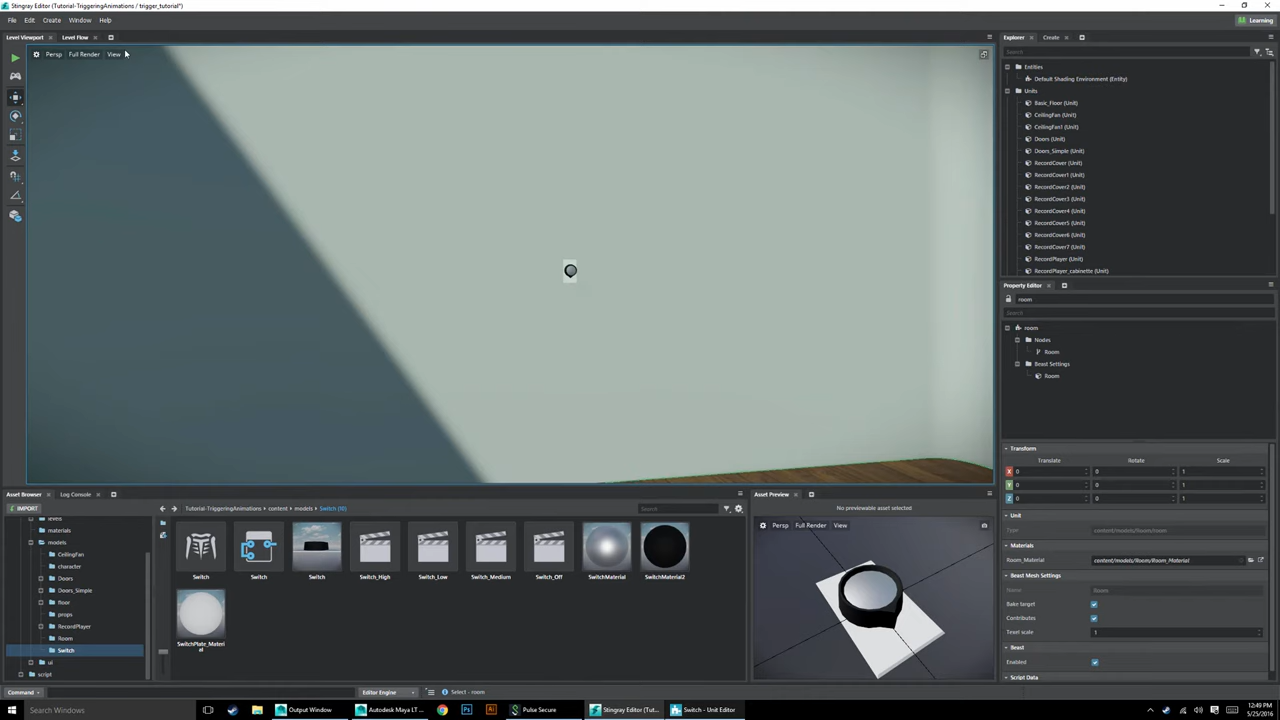 Stingray Editor (Tutorial-TriggeringAnimations / trigger_tutorial*)
File Edit Create Window Help
Learning
Level Viewport Level Flow
Persp Full Render View
Explorer Create
Search
Entities
Default Shading Environment (Entity)
Units
Basic_Floor (Unit)
CeilingFan (Unit)
CeilingFan1 (Unit)
Doors (Unit)
Doors_Simple (Unit)
RecordCover (Unit)
RecordCover1 (Unit)
RecordCover2 (Unit)
RecordCover3 (Unit)
RecordCover4 (Unit)
RecordCover5 (Unit)
RecordCover6 (Unit)
RecordCover7 (Unit)
RecordPlayer (Unit)
RecordPlayer_cabinette (Unit)
Property Editor
room
Search
room
Nodes
Room
Beast Settings
Room
Transform
Translate Rotate Scale
X 0 0 1
Y 0 0 1
Z 0 0 1
Unit
Type content/models/Room/room
Materials
Room_Material content/models/Room/Room_Material
Beast Mesh Settings
Name Room
Bake target
Contributes
Texel scale 1
Beast
Enabled
Script Data
Asset Browser Log Console
IMPORT
Tutorial-TriggeringAnimations content models Switch (10)
Search
levels
materials
models
CeilingFan
character
Doors
Doors_Simple
floor
props
RecordPlayer
Room
Switch
ui
script
Switch Switch Switch Switch_High Switch_Low Switch_Medium Switch_Off SwitchMaterial SwitchMaterial2
SwitchPlate_Materi
al
Asset Preview
No previewable asset selected
Persp Full Render View
Command Editor Engine Select - room
Search Windows
Output Window Autodesk Maya LT ... Pulse Secure Stingray Editor (Tut... Switch - Unit Editor
12:49 PM
5/25/2016